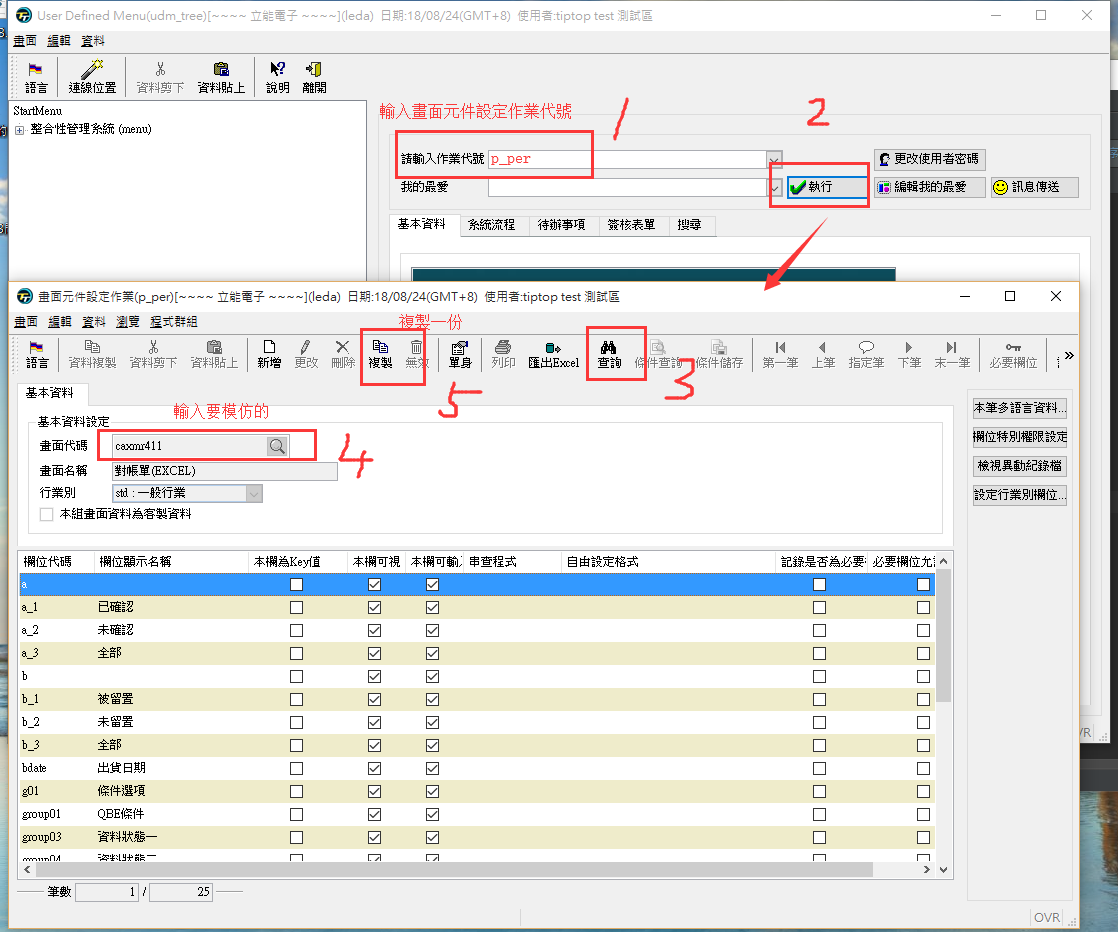 User Defined Menu(udm_tree)[~~~~ 立能電子 ~~~~](leda) 日期:18/08/24(GMT+8) 使用者:tiptop test 測試區
畫面 編輯 資料
語言 連線位置 資料剪下 資料貼上 說明 離開
StartMenu
整合性管理系統 (menu)
輸入畫面元件設定作業代號
1
2
請輸入作業代號 p_per
更改使用者密碼
我的最愛
執行 編輯我的最愛 訊息傳送
基本資料 系統流程 待辦事項 簽核表單 搜尋
畫面元件設定作業(p_per)[~~~~ 立能電子 ~~~~](leda) 日期:18/08/24(GMT+8) 使用者:tiptop test 測試區
畫面 編輯 資料 瀏覽 程式群組
複製一份
語言 資料複製 資料剪下 資料貼上 新增 更改 刪除 複製 無效 單身 列印 匯出Excel 查詢 條件查詢 條件儲存 第一筆 上筆 指定筆 下筆 末一筆 必要欄位 »
3
5
基本資料
輸入要模仿的
4
基本資料設定
畫面代碼 caxmr411
畫面名稱 對帳單(EXCEL)
行業別 std : 一般行業
本組畫面資料為客製資料
本筆多語言資料...
欄位特別權限設定
檢視異動紀錄檔
設定行業別欄位...
欄位代碼 欄位顯示名稱 本欄為Key值 本欄可視 本欄可輸 串查程式 自由設定格式 記錄是否為必要 必要欄位允
a
a_1 已確認
a_2 未確認
a_3 全部
b
b_1 被留置
b_2 未留置
b_3 全部
bdate 出貨日期
g01 條件選項
group01 QBE條件
group03 資料狀態一
group04 資料狀態二
筆數 1 / 25
VR
OVR